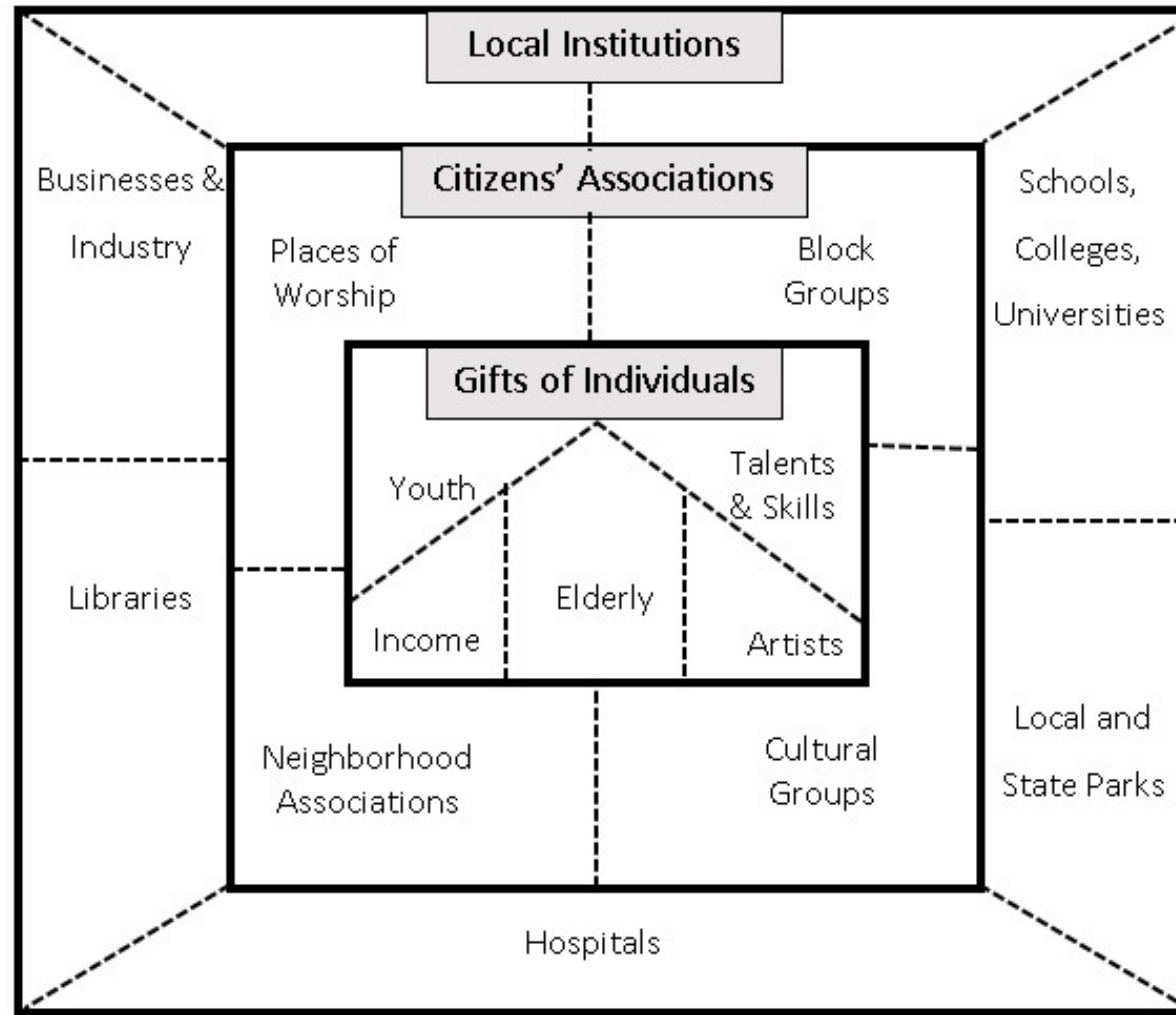 Local Institutions
Citizens’ Associations
Businesses &
Industry
Places of
Worship
Block
Groups
Schools,
Colleges,
Universities
Gifts of Individuals
Youth
Talents
& Skills
Income
Elderly
Artists
Libraries
Neighborhood
Associations
Cultural
Groups
Local and
State Parks
Hospitals